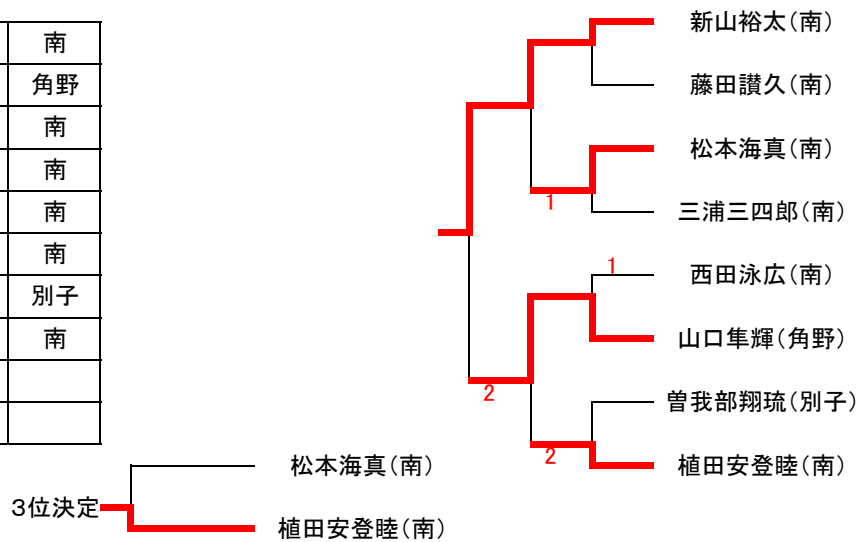 南
角野
南
南
南
南
別子
南
新山裕太(南)
藤田讃久(南)
松本海真(南)
1
三浦三四郎(南)
1
西田泳広(南)
山口隼輝(角野)
2
曽我部翔琉(別子)
2
植田安登睦(南)
松本海真(南)
3位決定
植田安登睦(南)